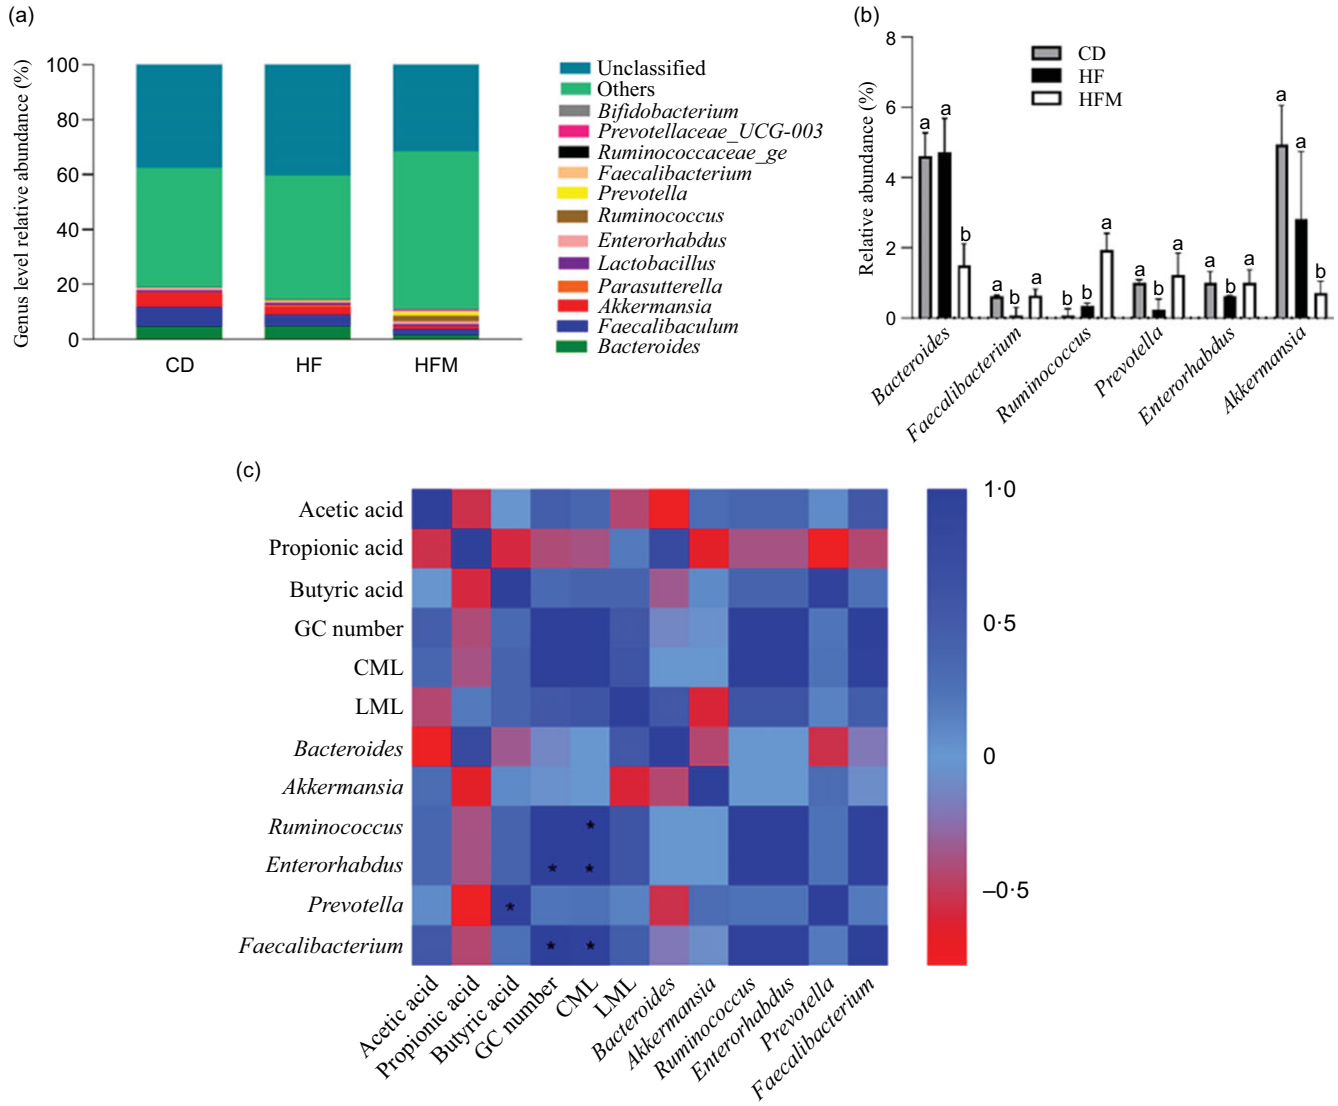 (a)
Genus level relative abundance (%)
100
80
60
40
20
0
CD HF HFM
Unclassified
Others
Bifidobacterium
Prevotellaceae_UCG-003
Ruminococcaceae_ge
Faecalibacterium
Prevotella
Ruminococcus
Enterorhabdus
Lactobacillus
Parasutterella
Akkermansia
Faecalibaculum
Bacteroides
(b)
Relative abundance (%)
8
6
4
2
0
CD
HF
HFM
a a b
a b a
b b a
a b a
a b a
a a b
Bacteroides
Faecalibacterium
Ruminococcus
Prevotella
Enterorhabdus
Akkermansia
(c)
Acetic acid
Propionic acid
Butyric acid
GC number
CML
LML
Bacteroides
Akkermansia
Ruminococcus
Enterorhabdus
Prevotella
Faecalibacterium
*
* *
*
* *
Acetic acid
Propionic acid
Butyric acid
GC number
CML
LML
Bacteroides
Akkermansia
Ruminococcus
Enterorhabdus
Prevotella
Faecalibacterium
1·0
0·5
0
–0·5